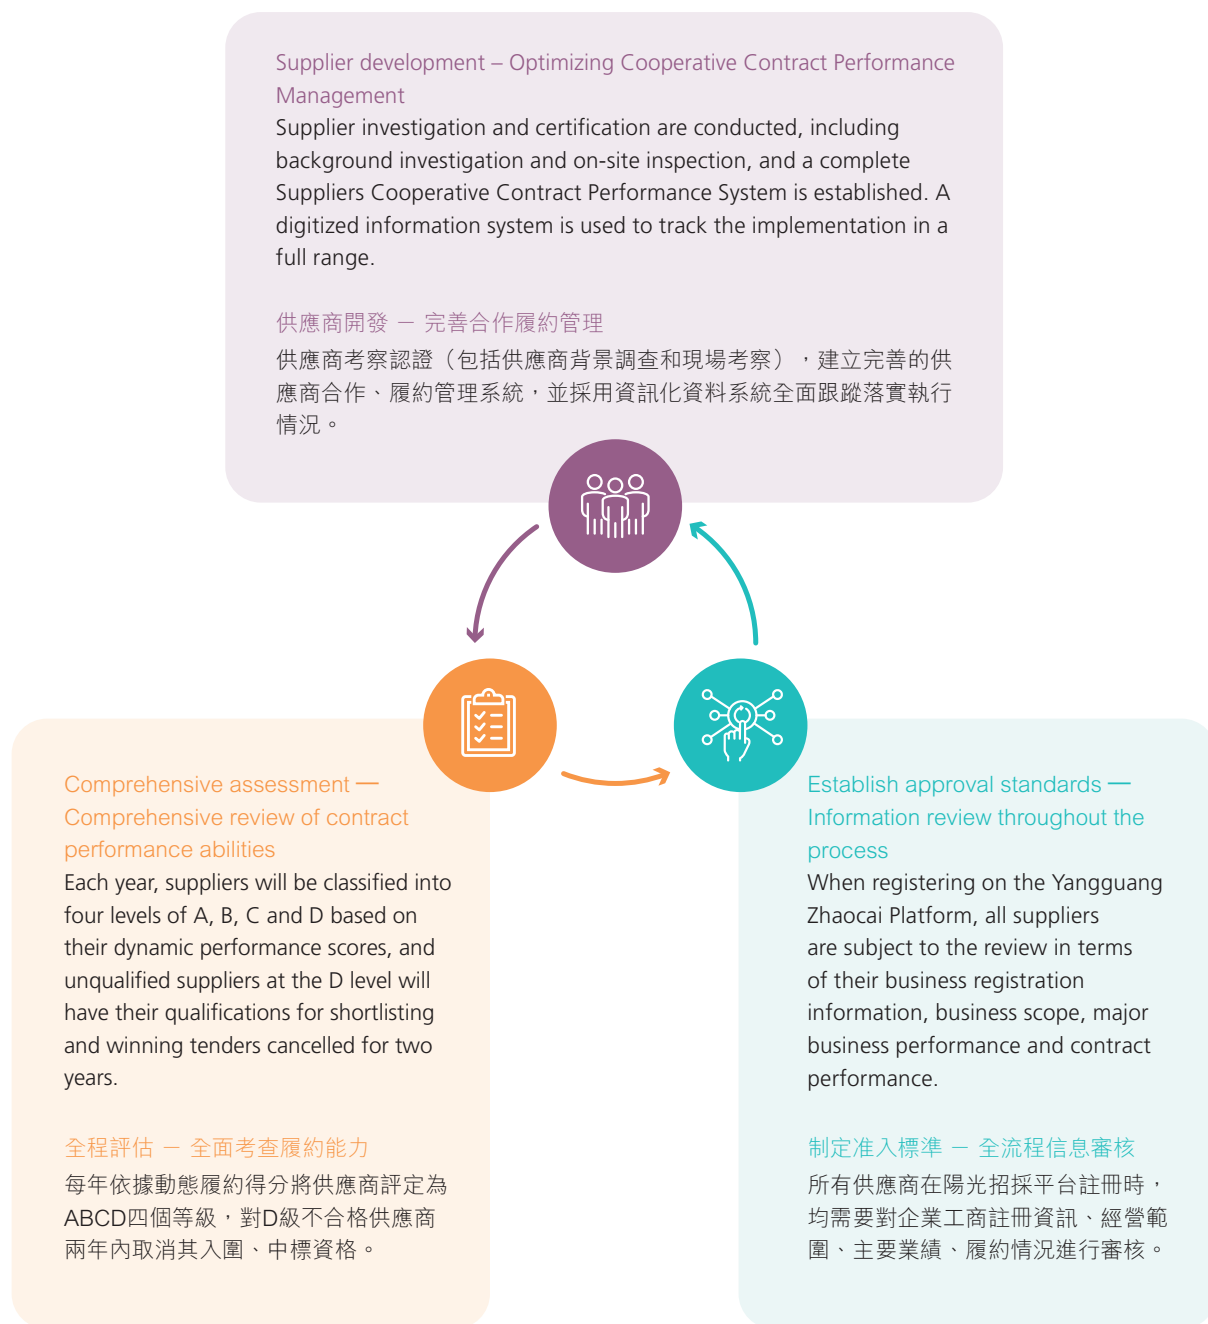 Supplier development – Optimizing Cooperative Contract Performance
Management
Supplier investigation and certification are conducted, including
background investigation and on-site inspection, and a complete
Suppliers Cooperative Contract Performance System is established. A
digitized information system is used to track the implementation in a
full range.
供應商開發 － 完善合作履約管理
供應商考察認證（包括供應商背景調查和現場考察），建立完善的供
應商合作、履約管理系統，並採用資訊化資料系統全面跟蹤落實執行
情況。
Comprehensive assessment —
Comprehensive review of contract
performance abilities
Each year, suppliers will be classified into
four levels of A, B, C and D based on
their dynamic performance scores, and
unqualified suppliers at the D level will
have their qualifications for shortlisting
and winning tenders cancelled for two
years.
全程評估 － 全面考查履約能力
每年依據動態履約得分將供應商評定為
ABCD四個等級，對D級不合格供應商
兩年內取消其入圍、中標資格。
Establish approval standards —
Information review throughout the
process
When registering on the Yangguang
Zhaocai Platform, all suppliers
are subject to the review in terms
of their business registration
information, business scope, major
business performance and contract
performance.
制定准入標準 － 全流程信息審核
所有供應商在陽光招採平台註冊時，
均需要對企業工商註冊資訊、經營範
圍、主要業績、履約情況進行審核。